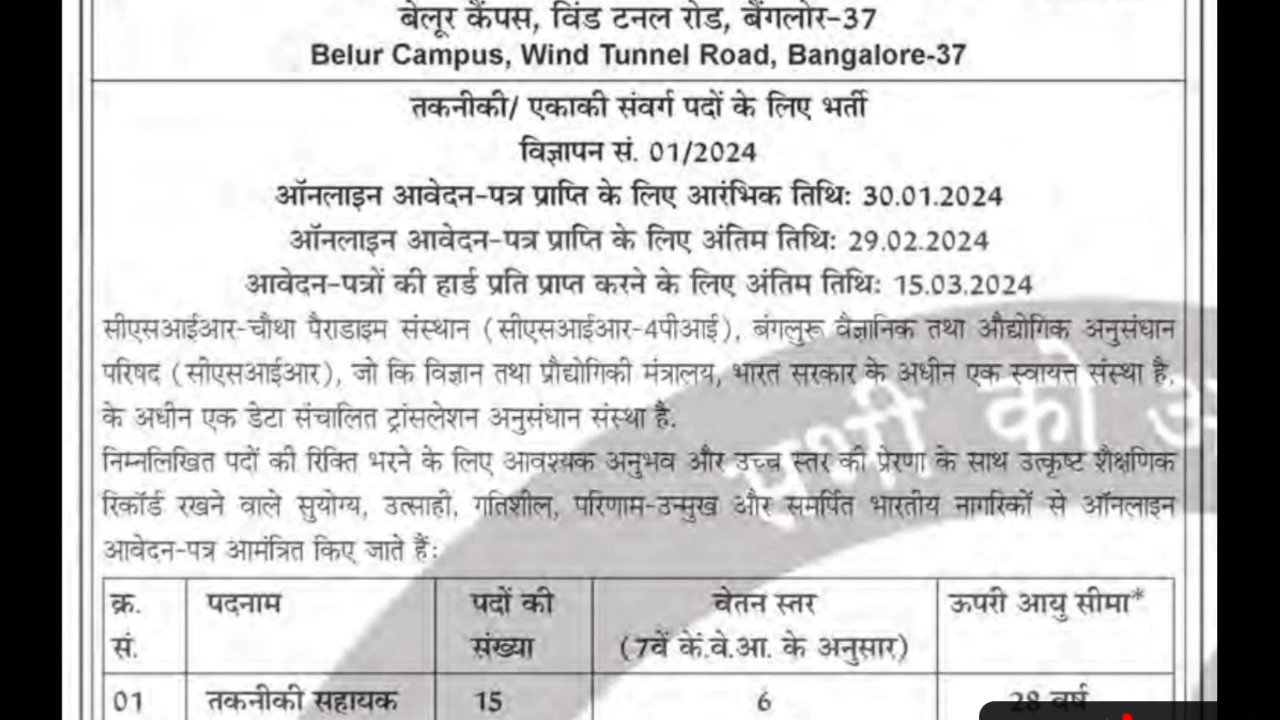 बेलूर कैंपस, विंड टनल रोड, बैंगलोर-37
Belur Campus, Wind Tunnel Road, Bangalore-37
तकनीकी/ एकाकी संवर्ग पदों के लिए भर्ती
विज्ञापन सं. 01/2024
ऑनलाइन आवेदन-पत्र प्राप्ति के लिए आरंभिक तिथिः 30.01.2024
ऑनलाइन आवेदन-पत्र प्राप्ति के लिए अंतिम तिथिः 29.02.2024
आवेदन-पत्रों की हार्ड प्रति प्राप्त करने के लिए अंतिम तिथिः 15.03.2024
सीएसआईआर-चौथा पैराडाइम संस्थान (सीएसआईआर-4पीआई), बंगलुरू वैज्ञानिक तथा औद्योगिक अनुसंधान
परिषद (सीएसआईआर), जो कि विज्ञान तथा प्रौद्योगिकी मंत्रालय, भारत सरकार के अधीन एक स्वायत्त संस्था है,
के अधीन एक डेटा संचालित ट्रांसलेशन अनुसंधान संस्था है.
निम्नलिखित पदों की रिक्ति भरने के लिए आवश्यक अनुभव और उच्च स्तर की प्रेरणा के साथ उत्कृष्ट शैक्षणिक
रिकॉर्ड रखने वाले सुयोग्य, उत्साही, गतिशील, परिणाम-उन्मुख और समर्पित भारतीय नागरिकों से ऑनलाइन
आवेदन-पत्र आमंत्रित किए जाते हैंः
क्र. पदनाम पदों की वेतन स्तर ऊपरी आयु सीमा*
सं. संख्या (7वें कें.वे.आ. के अनुसार)
01 तकनीकी सहायक 15 6 28 वर्ष
सभी को